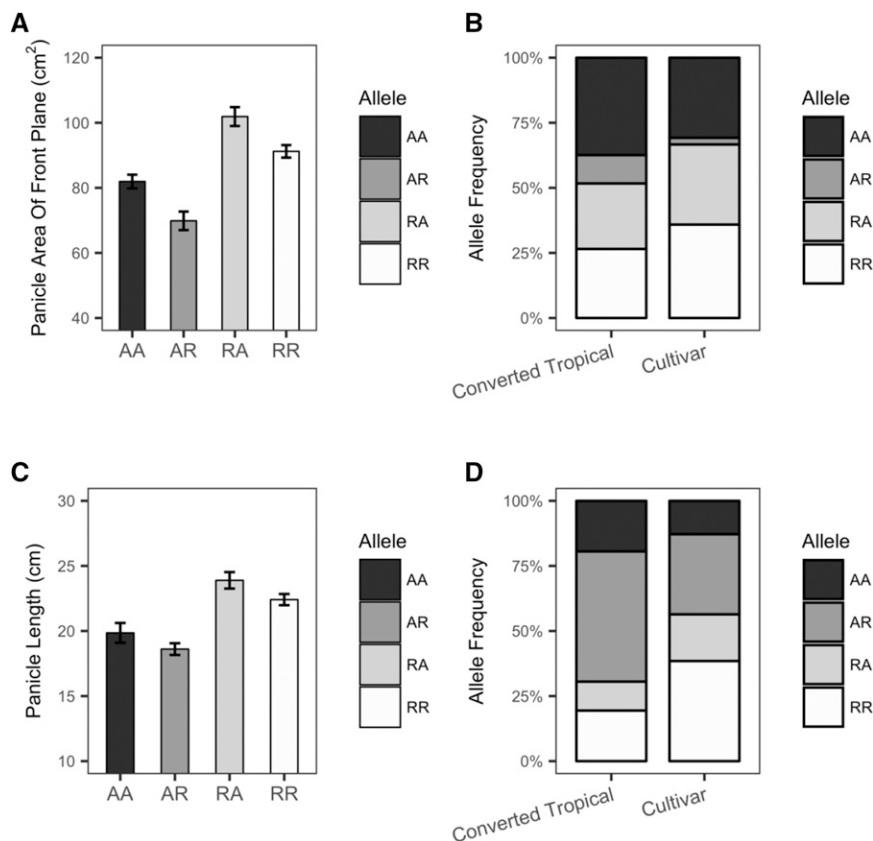 A
Panicle Area Of Front Plane (cm²)
120
100
80
60
40
AA
AR
RA
RR
Allele
AA
AR
RA
RR
B
Allele Frequency
100%
75%
50%
25%
0%
Converted Tropical
Cultivar
Allele
AA
AR
RA
RR
C
Panicle Length (cm)
30
25
20
15
10
AA
AR
RA
RR
Allele
AA
AR
RA
RR
D
Allele Frequency
100%
75%
50%
25%
0%
Converted Tropical
Cultivar
Allele
AA
AR
RA
RR